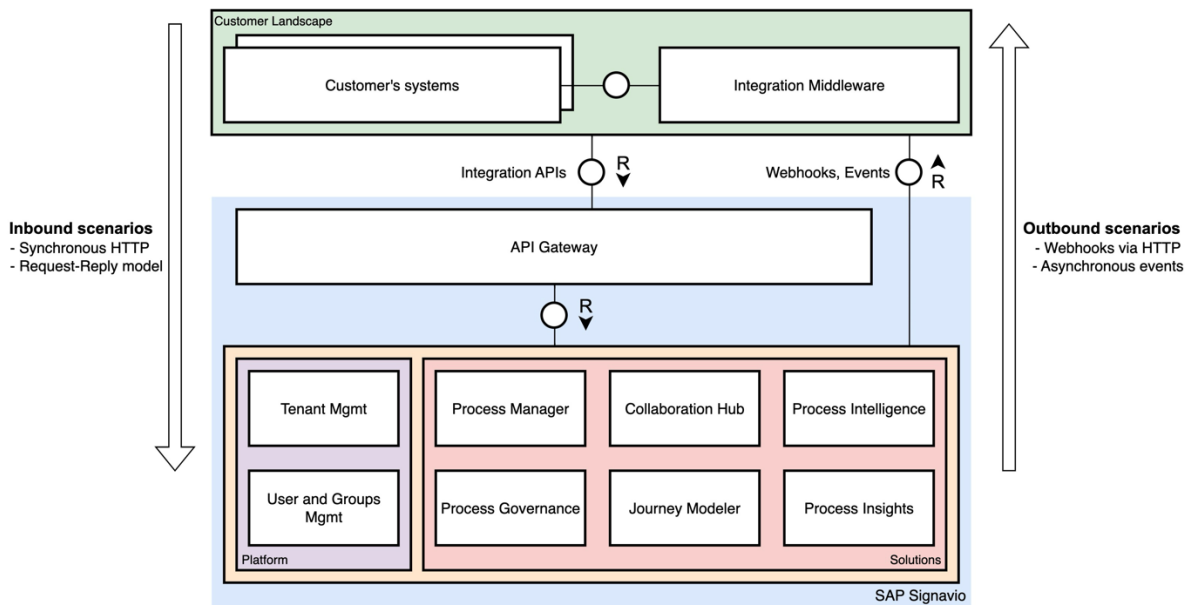 Customer Landscape
Customer's systems
Integration Middleware
Integration APIs
R
Webhooks, Events
R
Inbound scenarios
- Synchronous HTTP
- Request-Reply model
API Gateway
Outbound scenarios
- Webhooks via HTTP
- Asynchronous events
R
Tenant Mgmt
Process Manager
Collaboration Hub
Process Intelligence
User and Groups
Mgmt
Process Governance
Journey Modeler
Process Insights
Platform
Solutions
SAP Signavio